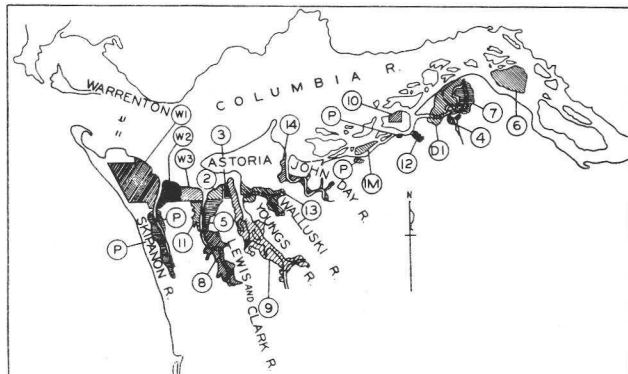 COLUMBIA R.
WARRENTON
" "
W1
W2
W3
2
3
ASTORIA
14
P
10
JOHN DAY R.
P
1M
12
D1
4
7
6
N
P
P
11
5
8
SKIPANON R.
LEWIS AND CLARK R.
YOUNGS R.
WALLUSKI R.
13
9